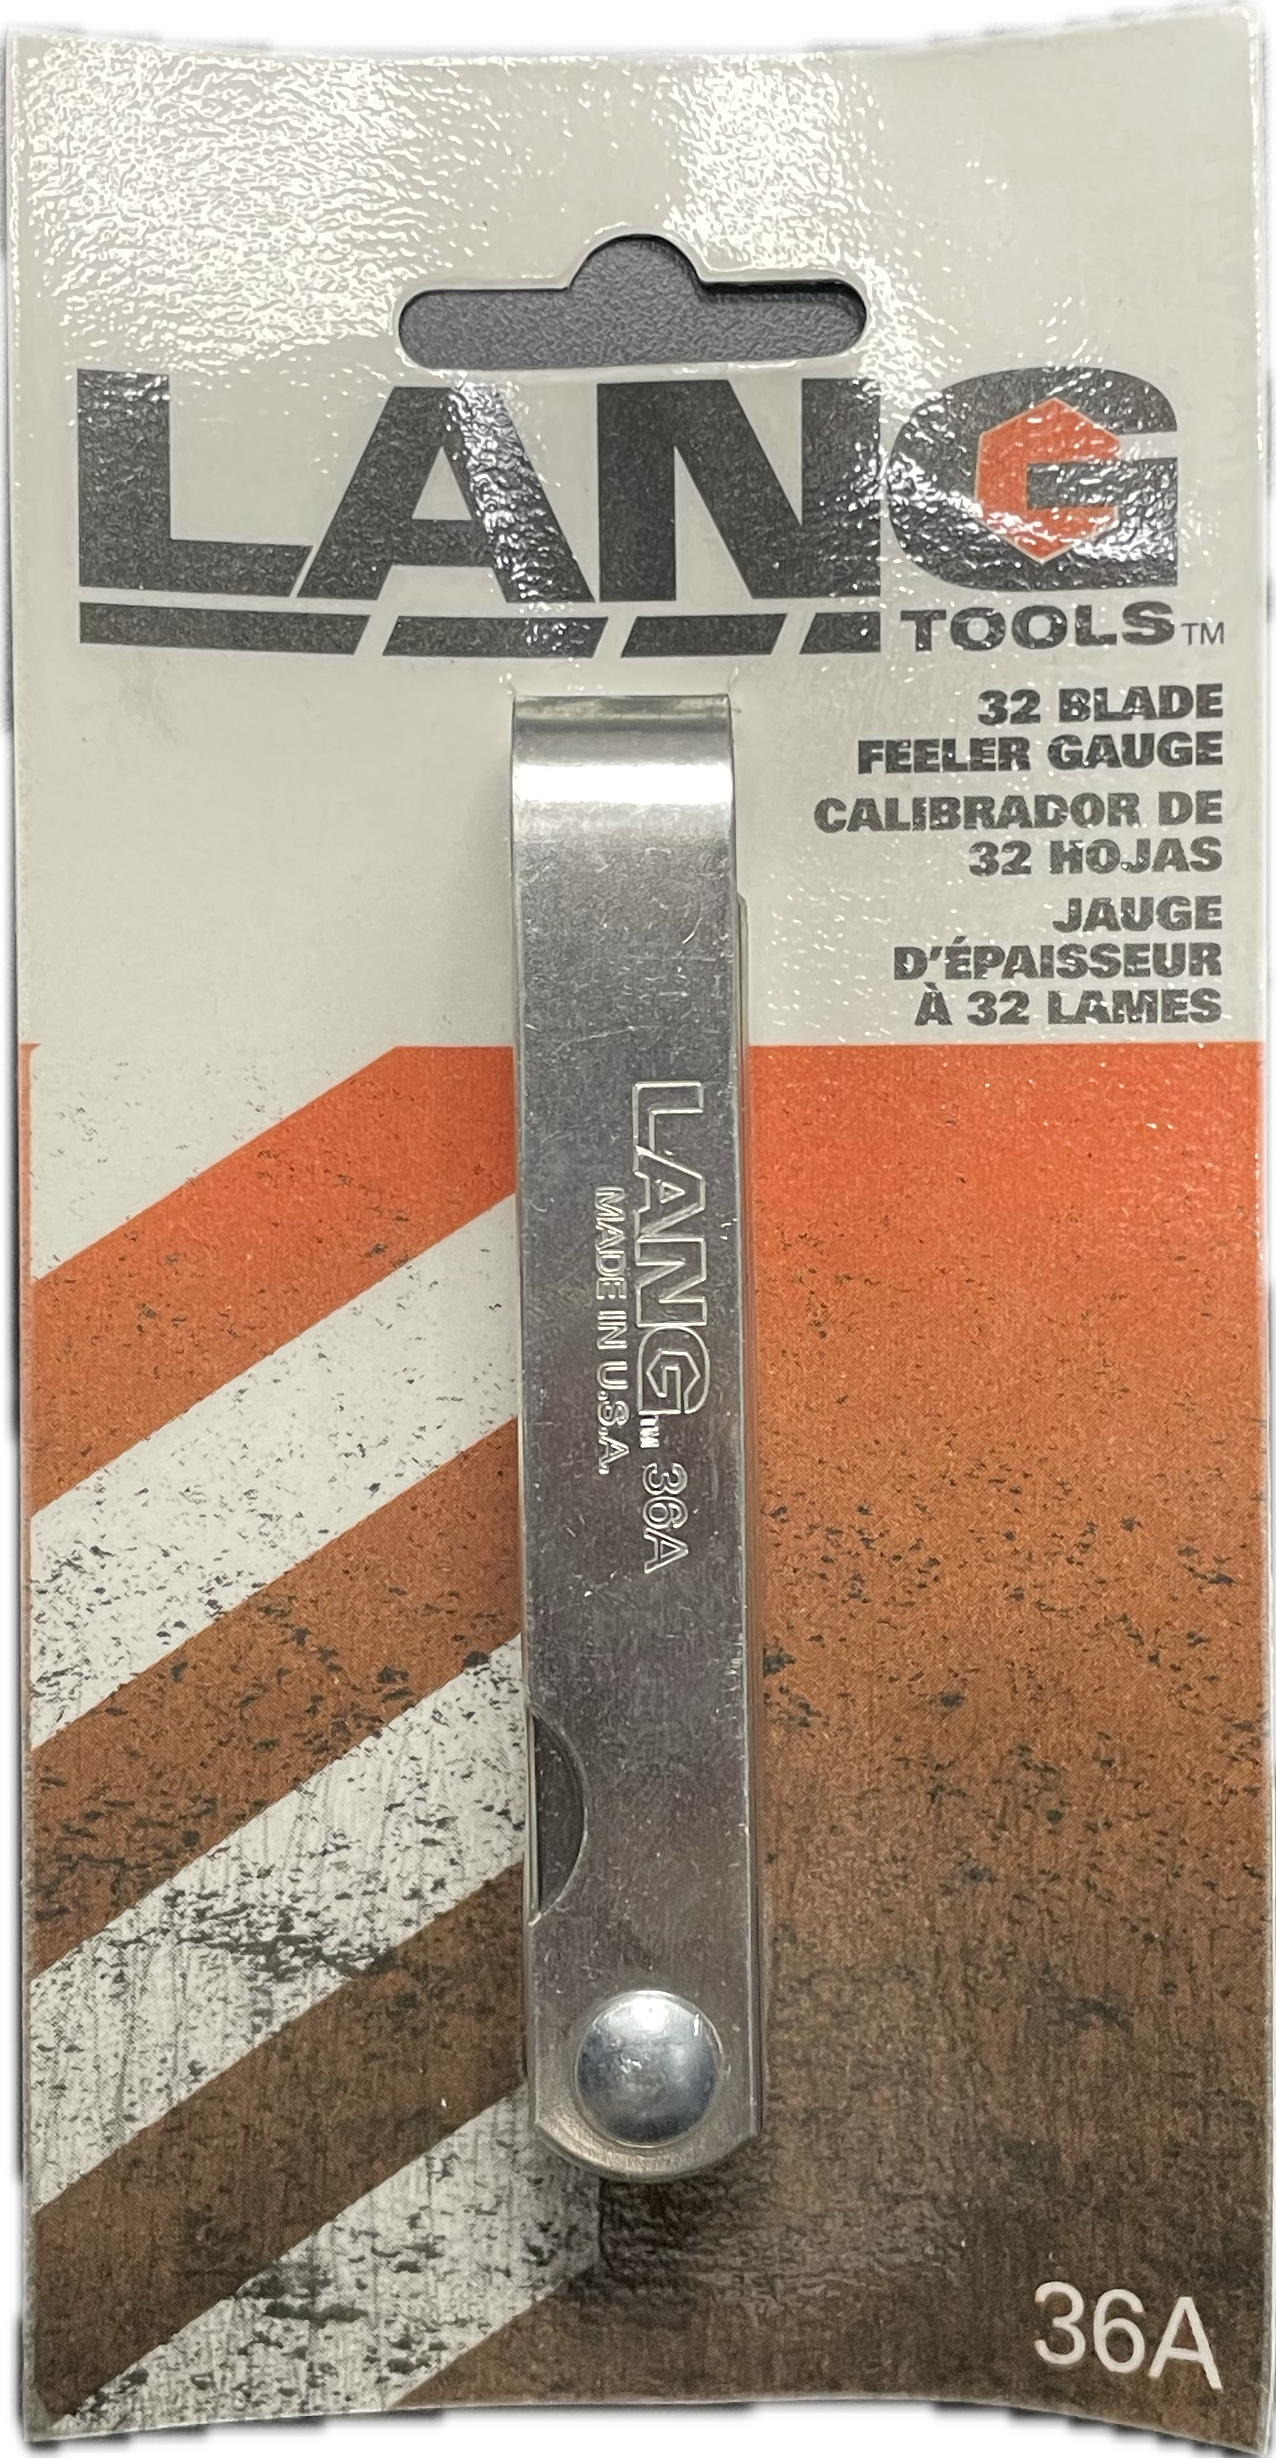 LANG
TOOLS™
32 BLADE
FEELER GAUGE
CALIBRADOR DE
32 HOJAS
JAUGE
D'ÉPAISSEUR
À 32 LAMES
LANG™ 36A
MADE IN U.S.A.
36A